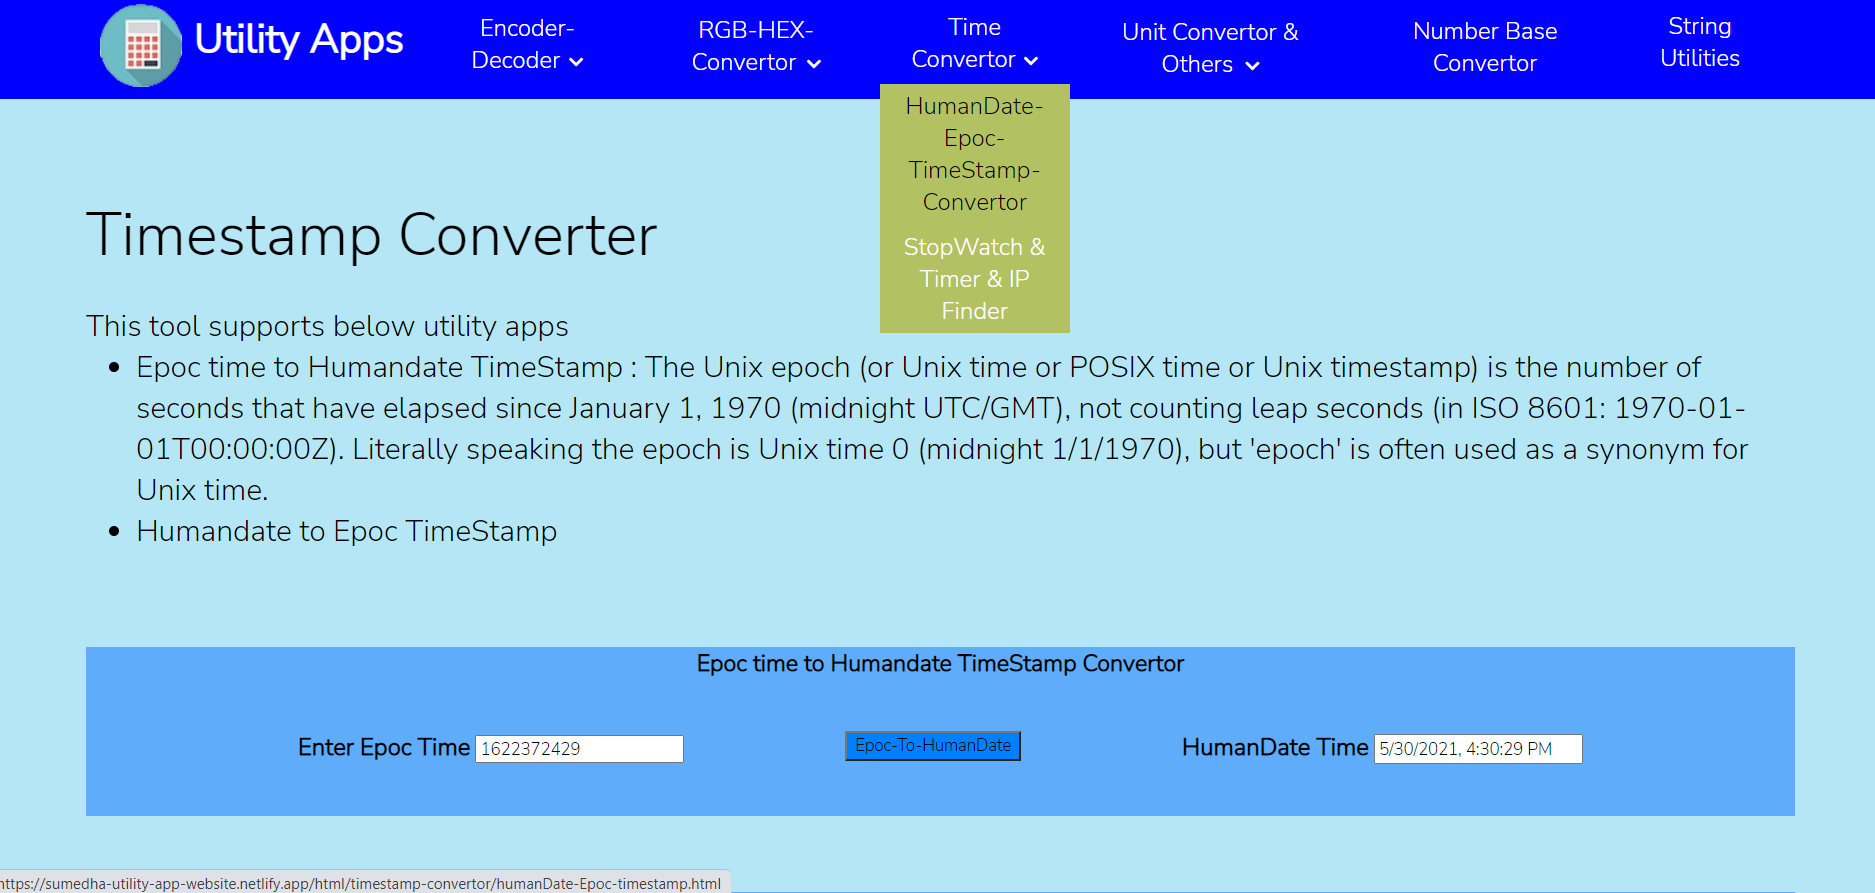 Utility Apps
Encoder-
Decoder
RGB-HEX-
Convertor
Time
Convertor
Unit Convertor &
Others
Number Base
Convertor
String
Utilities
HumanDate-
Epoc-
TimeStamp-
Convertor
StopWatch &
Timer & IP
Finder
Timestamp Converter
This tool supports below utility apps
• Epoc time to Humandate TimeStamp : The Unix epoch (or Unix time or POSIX time or Unix timestamp) is the number of
seconds that have elapsed since January 1, 1970 (midnight UTC/GMT), not counting leap seconds (in ISO 8601: 1970-01-
01T00:00:00Z). Literally speaking the epoch is Unix time 0 (midnight 1/1/1970), but 'epoch' is often used as a synonym for
Unix time.
• Humandate to Epoc TimeStamp
Epoc time to Humandate TimeStamp Convertor
Enter Epoc Time 1622372429 Epoc-To-HumanDate HumanDate Time 5/30/2021, 4:30:29 PM
https://sumedha-utility-app-website.netlify.app/html/timestamp-convertor/humanDate-Epoc-timestamp.html